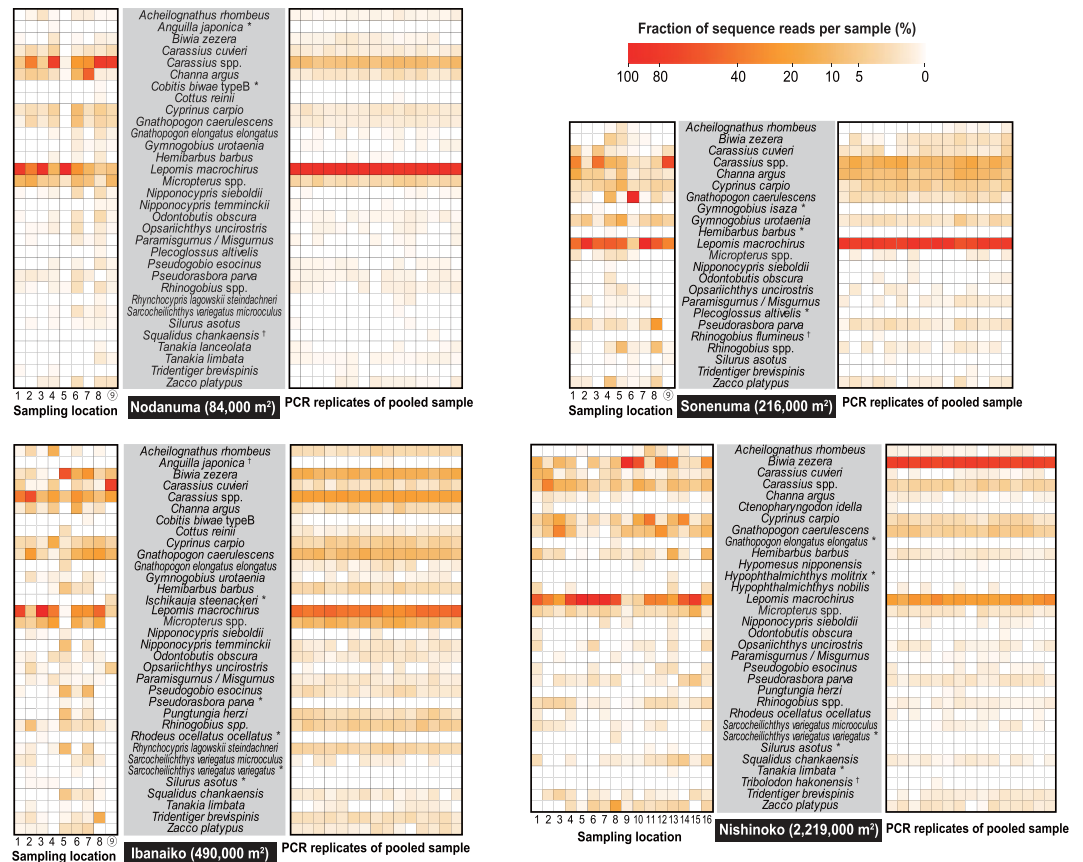 Acheilognathus rhombeus
Anguilla japonica *
Biwia zezera
Carassius cuvieri
Carassius spp.
Channa argus
Cobitis biwae typeB *
Cottus reinii
Cyprinus carpio
Gnathopogon caerulescens
Gnathopogon elongatus elongatus
Gymnogobius urotaenia
Hemibarbus barbus
Lepomis macrochirus
Micropterus spp.
Nipponocypris sieboldii
Nipponocypris temminckii
Odontobutis obscura
Opsariichthys uncirostris
Paramisgurnus / Misgurnus
Plecoglossus altivelis
Pseudogobio esocinus
Pseudorasbora parva
Rhinogobius spp.
Rhynchocypris lagowskii steindachneri
Sarcocheilichthys variegatus microoculus
Silurus asotus
Squalidus chankaensis †
Tanakia lanceolata
Tanakia limbata
Tridentiger brevispinis
Zacco platypus
1 2 3 4 5 6 7 8 ⑨
Sampling location
Nodanuma (84,000 m²)
PCR replicates of pooled sample
Fraction of sequence reads per sample (%)
100 80 40 20 10 5 0
Acheilognathus rhombeus
Biwia zezera
Carassius cuvieri
Carassius spp.
Channa argus
Cyprinus carpio
Gnathopogon caerulescens
Gymnogobius isaza *
Gymnogobius urotaenia
Hemibarbus barbus *
Lepomis macrochirus
Micropterus spp.
Nipponocypris sieboldii
Odontobutis obscura
Opsariichthys uncirostris
Paramisgurnus / Misgurnus
Plecoglossus altivelis *
Pseudorasbora parva
Rhinogobius flumineus †
Rhinogobius spp.
Silurus asotus
Tridentiger brevispinis
Zacco platypus
1 2 3 4 5 6 7 8 ⑨
Sampling location
Sonenuma (216,000 m²)
PCR replicates of pooled sample
Acheilognathus rhombeus
Anguilla japonica †
Biwia zezera
Carassius cuvieri
Carassius spp.
Channa argus
Cobitis biwae typeB
Cottus reinii
Cyprinus carpio
Gnathopogon caerulescens
Gnathopogon elongatus elongatus
Gymnogobius urotaenia
Hemibarbus barbus
Ischikauia steenackeri *
Lepomis macrochirus
Micropterus spp.
Nipponocypris sieboldii
Nipponocypris temminckii
Odontobutis obscura
Opsariichthys uncirostris
Paramisgurnus / Misgurnus
Pseudogobio esocinus
Pseudorasbora parva *
Pungtungia herzi
Rhinogobius spp.
Rhodeus ocellatus ocellatus *
Rhynchocypris lagowskii steindachneri
Sarcocheilichthys variegatus microoculus
Sarcocheilichthys variegatus variegatus *
Silurus asotus *
Squalidus chankaensis
Tanakia limbata
Tridentiger brevispinis
Zacco platypus
1 2 3 4 5 6 7 8 ⑨
Sampling location
Ibanaiko (490,000 m²)
PCR replicates of pooled sample
Acheilognathus rhombeus
Biwia zezera
Carassius cuvieri
Carassius spp.
Channa argus
Ctenopharyngodon idella
Cyprinus carpio
Gnathopogon caerulescens
Gnathopogon elongatus elongatus *
Hemibarbus barbus
Hypomesus nipponensis
Hypophthalmichthys molitrix *
Hypophthalmichthys nobilis
Lepomis macrochirus
Micropterus spp.
Nipponocypris sieboldii
Odontobutis obscura
Opsariichthys uncirostris
Paramisgurnus / Misgurnus
Pseudogobio esocinus
Pseudorasbora parva
Pungtungia herzi
Rhinogobius spp.
Rhodeus ocellatus ocellatus
Sarcocheilichthys variegatus microoculus
Sarcocheilichthys variegatus variegatus *
Silurus asotus *
Squalidus chankaensis
Tanakia limbata *
Tribolodon hakonensis †
Tridentiger brevispinis
Zacco platypus
1 2 3 4 5 6 7 8 9 10 11 12 13 14 15 16
Sampling location
Nishinoko (2,219,000 m²)
PCR replicates of pooled sample